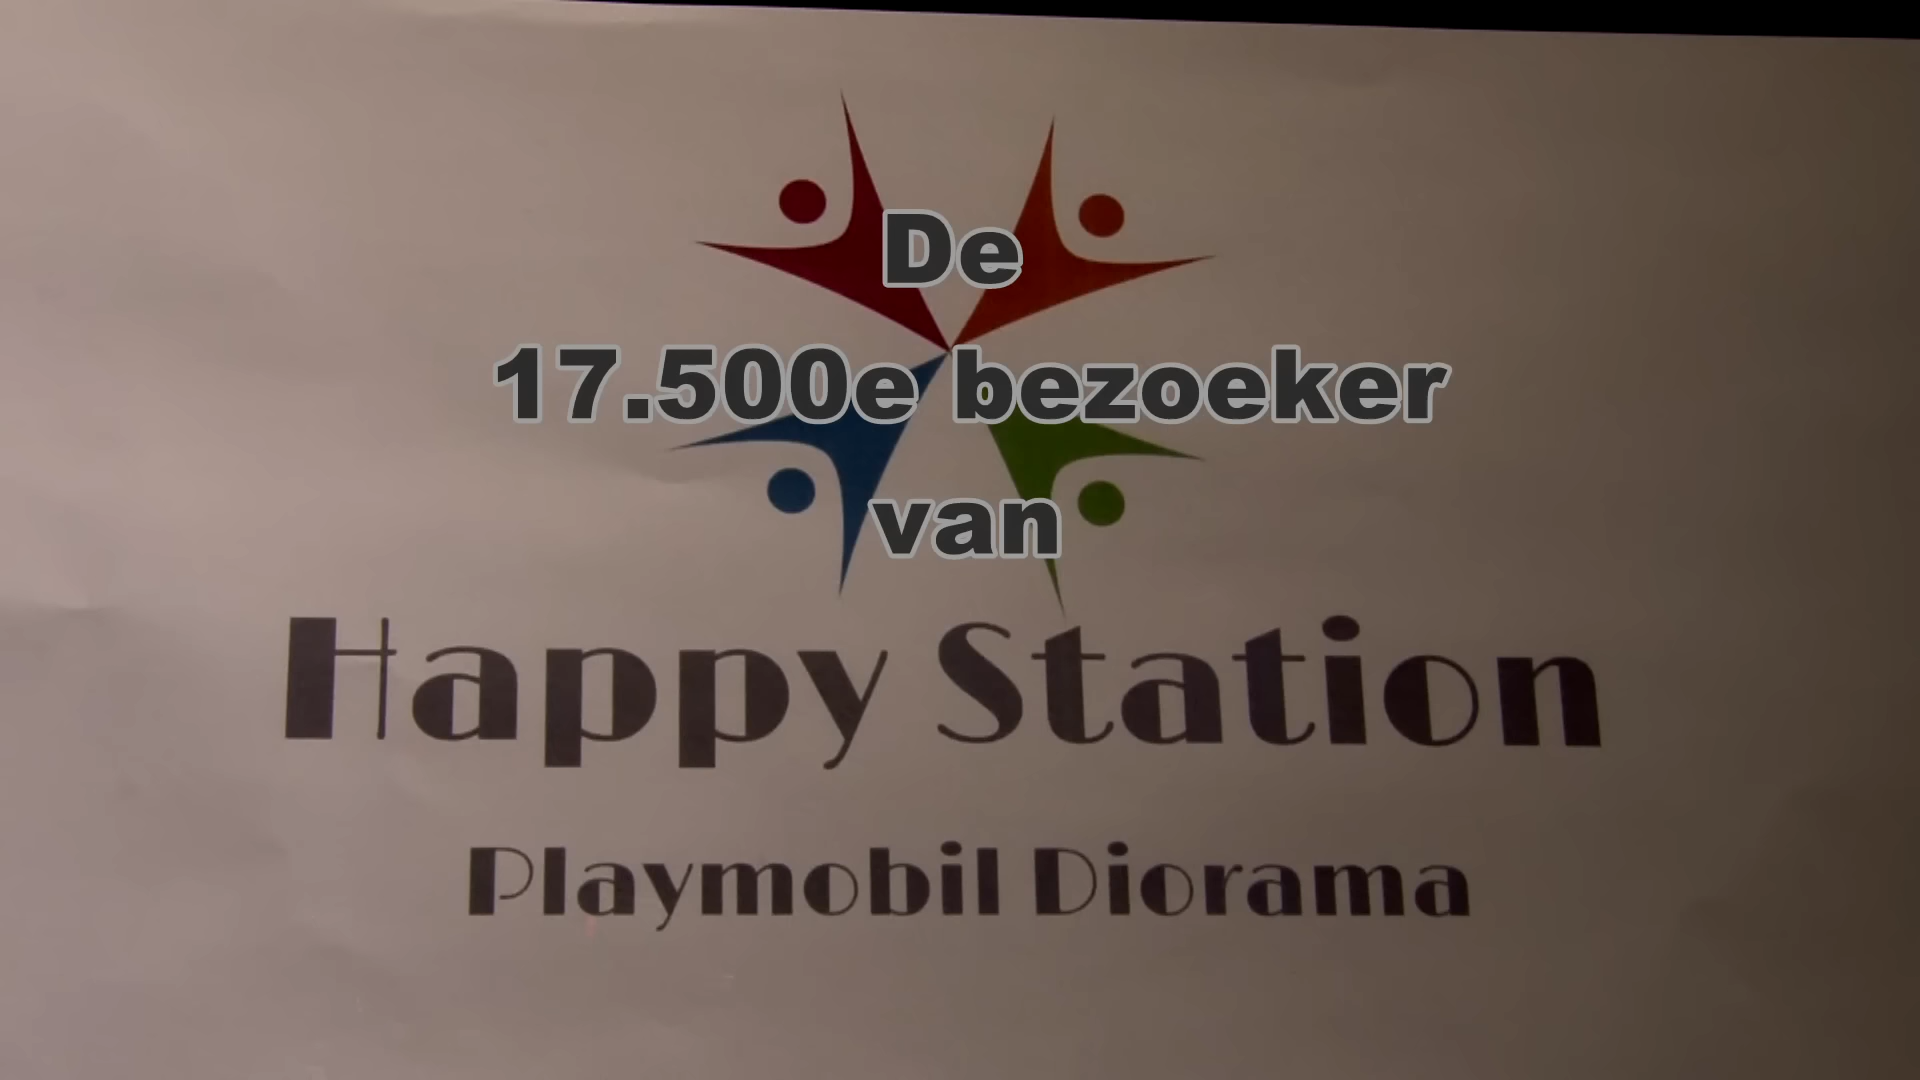 De
17.500e bezoeker
van
Happy Station
Playmobil Diorama